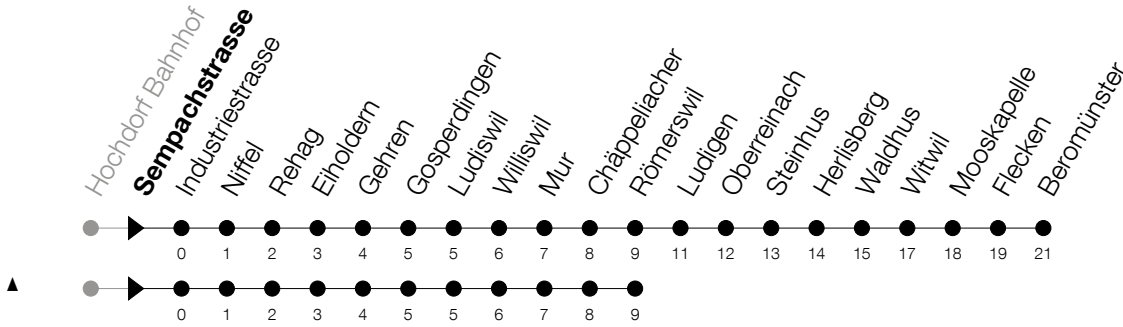 Hochdorf Bahnhof
Sempachstrasse
Industriestrasse
Niffel
Rehag
Eiholdern
Gehren
Gosperdingen
Ludiswil
Williswil
Mur
Chäppeliacher
Römerswil
Ludigen
Oberreinach
Steinhus
Herlisberg
Waldhus
Witwil
Mooskapelle
Flecken
Beromünster
0 1 2 3 4 5 5 6 7 8 9 11 12 13 14 15 17 18 19 21
0 1 2 3 4 5 5 6 7 8 9